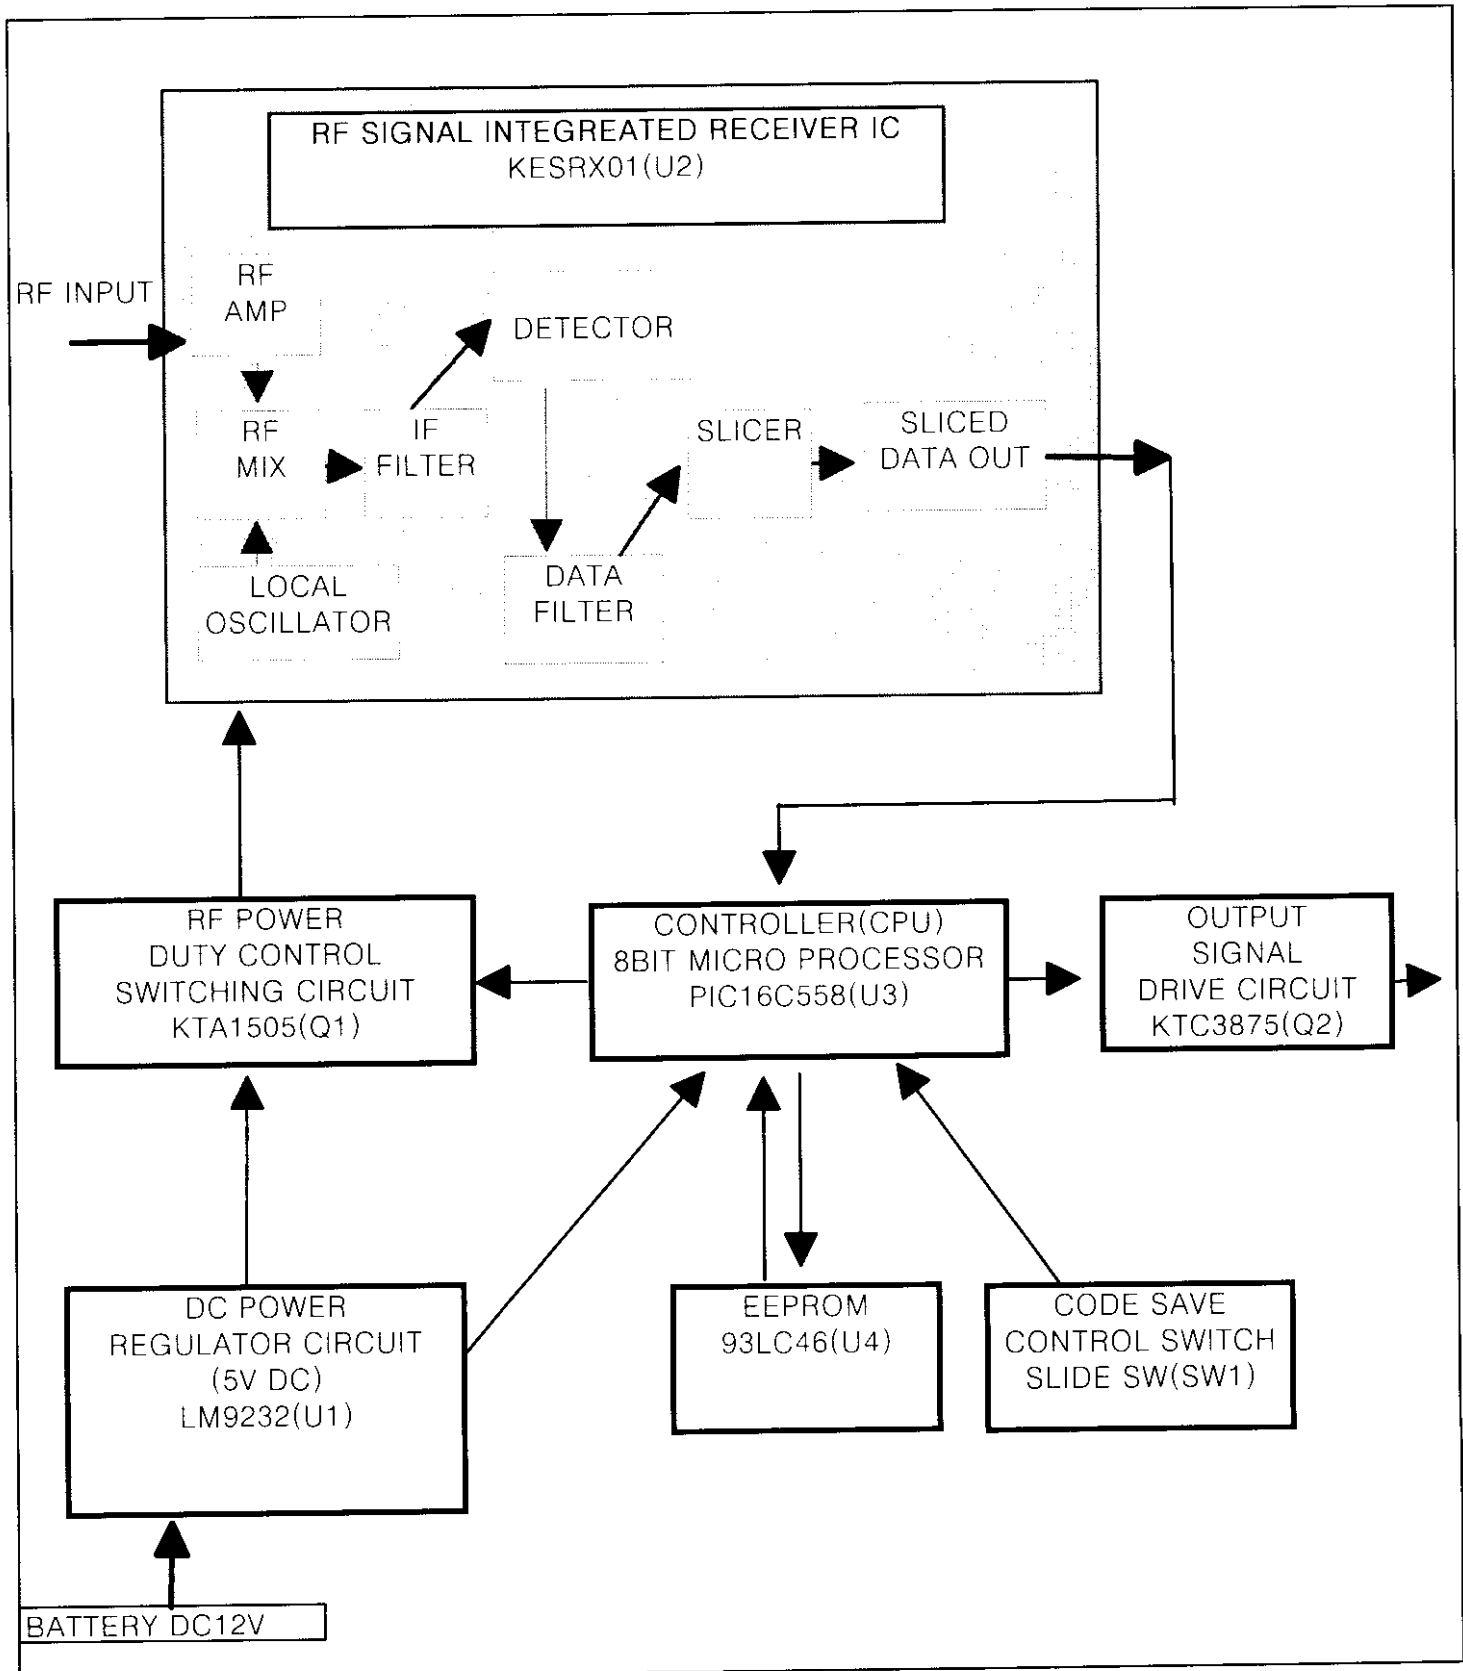 RF SIGNAL INTEGREATED RECEIVER IC
KESRX01(U2)
RF INPUT
RF
AMP
DETECTOR
RF
MIX
IF
FILTER
SLICER
SLICED
DATA OUT
LOCAL
OSCILLATOR
DATA
FILTER
RF POWER
DUTY CONTROL
SWITCHING CIRCUIT
KTA1505(Q1)
CONTROLLER(CPU)
8BIT MICRO PROCESSOR
PIC16C558(U3)
OUTPUT
SIGNAL
DRIVE CIRCUIT
KTC3875(Q2)
DC POWER
REGULATOR CIRCUIT
(5V DC)
LM9232(U1)
EEPROM
93LC46(U4)
CODE SAVE
CONTROL SWITCH
SLIDE SW(SW1)
BATTERY DC12V